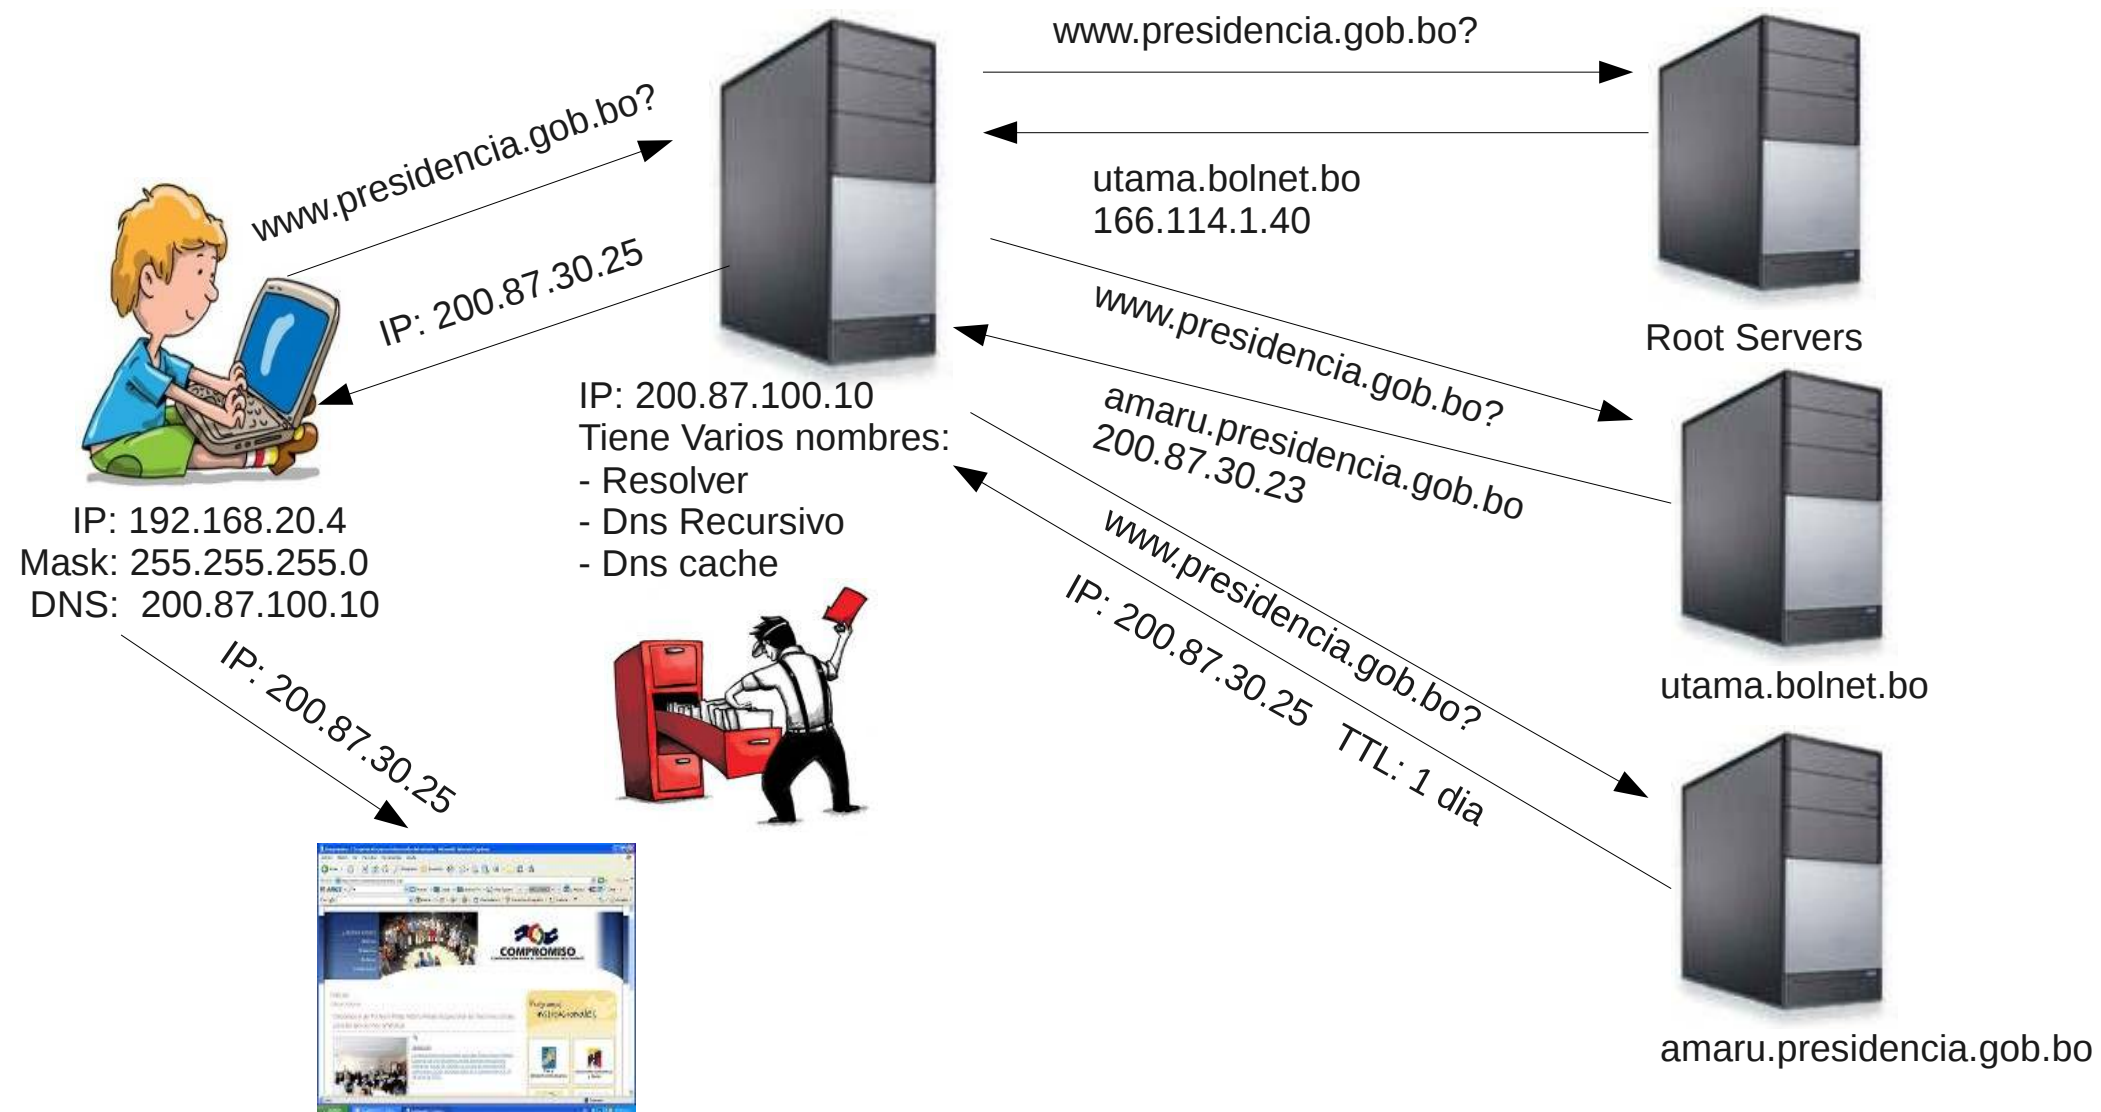 www.presidencia.gob.bo?
www.presidencia.gob.bo?
utama.bolnet.bo
166.114.1.40
IP: 200.87.30.25
www.presidencia.gob.bo?
Root Servers
IP: 200.87.100.10
Tiene Varios nombres:
- Resolver
- Dns Recursivo
- Dns cache
amaru.presidencia.gob.bo
200.87.30.23
IP: 192.168.20.4
Mask: 255.255.255.0
DNS: 200.87.100.10
www.presidencia.gob.bo?
IP: 200.87.30.25 TTL: 1 dia
utama.bolnet.bo
IP: 200.87.30.25
COMPROMISO
Programas
institucionales
amaru.presidencia.gob.bo